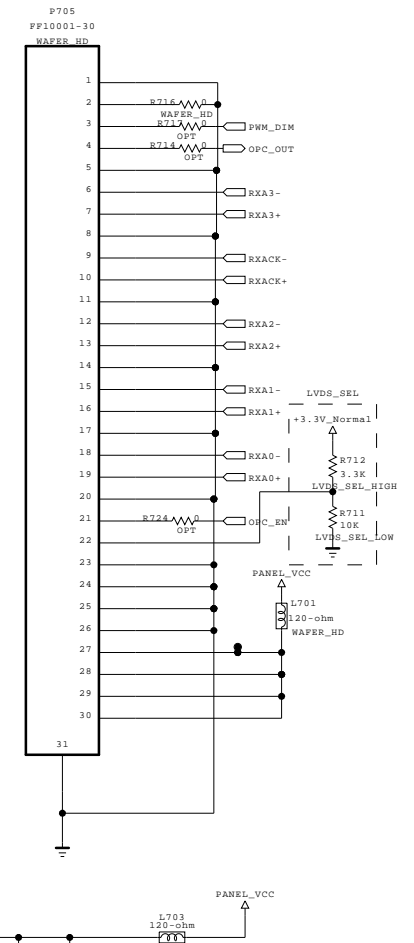 P705
FF10001-30
WAFER_HD
1
2 R716 0
WAFER_HD
3 R717 0 PWM_DIM
OPT
4 R714 0 OPC_OUT
OPT
5
6 RXA3-
7 RXA3+
8
9 RXACK-
10 RXACK+
11
12 RXA2-
13 RXA2+
14
15 RXA1-
16 RXA1+
17
18 RXA0-
19 RXA0+
20
21 R724 0 OPC_EN
OPT
22
23
24
25
26
27
28
29
30
31
LVDS_SEL
+3.3V_Normal
R712
3.3K
LVDS_SEL_HIGH
R711
10K
LVDS_SEL_LOW
PANEL_VCC
L701
120-ohm
WAFER_HD
PANEL_VCC
L703
120-ohm